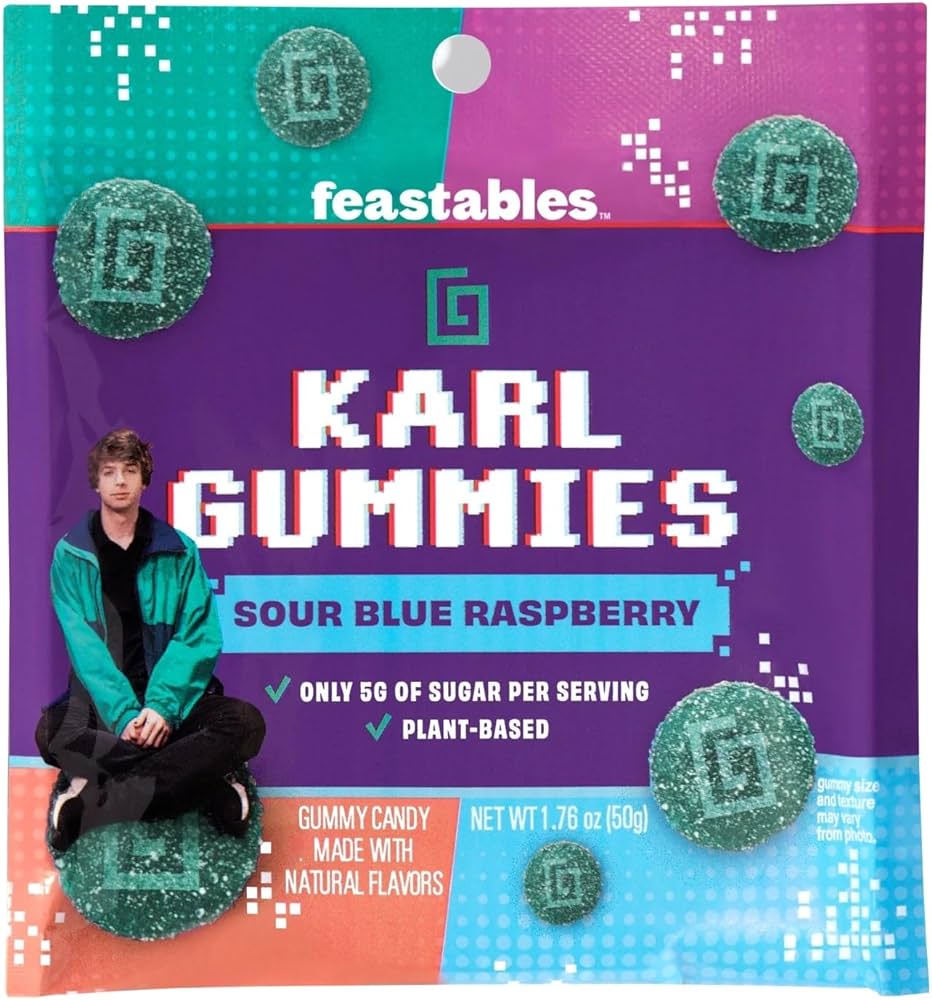 feastables™
KARL
GUMMIES
SOUR BLUE RASPBERRY
ONLY 5G OF SUGAR PER SERVING
PLANT-BASED
GUMMY CANDY
MADE WITH
NATURAL FLAVORS
NET WT 1.76 oz (50g)
gummy size
and texture
may vary
from photo.